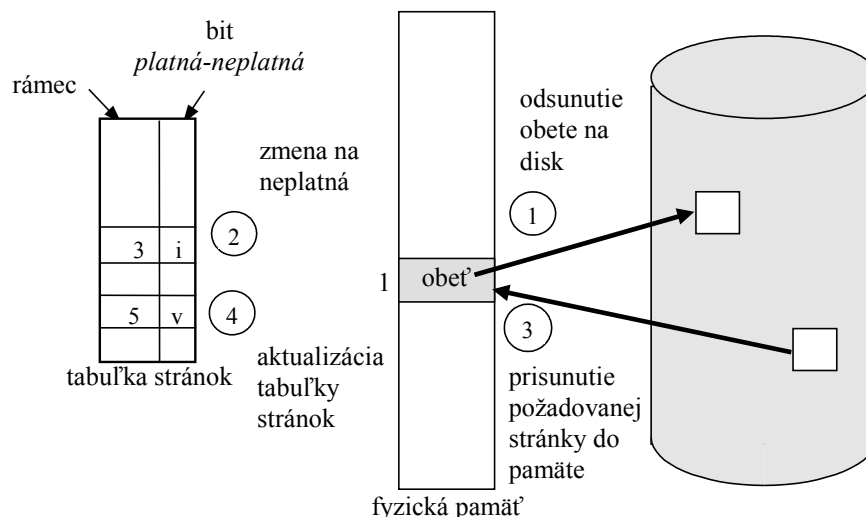 bit
platná-neplatná
rámec
3 i
5 v
tabuľka stránok
zmena na
neplatná
2
4
aktualizácia
tabuľky
stránok
1
obeť
fyzická pamäť
odsunutie
obete na
disk
1
3
prisunutie
požadovanej
stránky do
pamäte